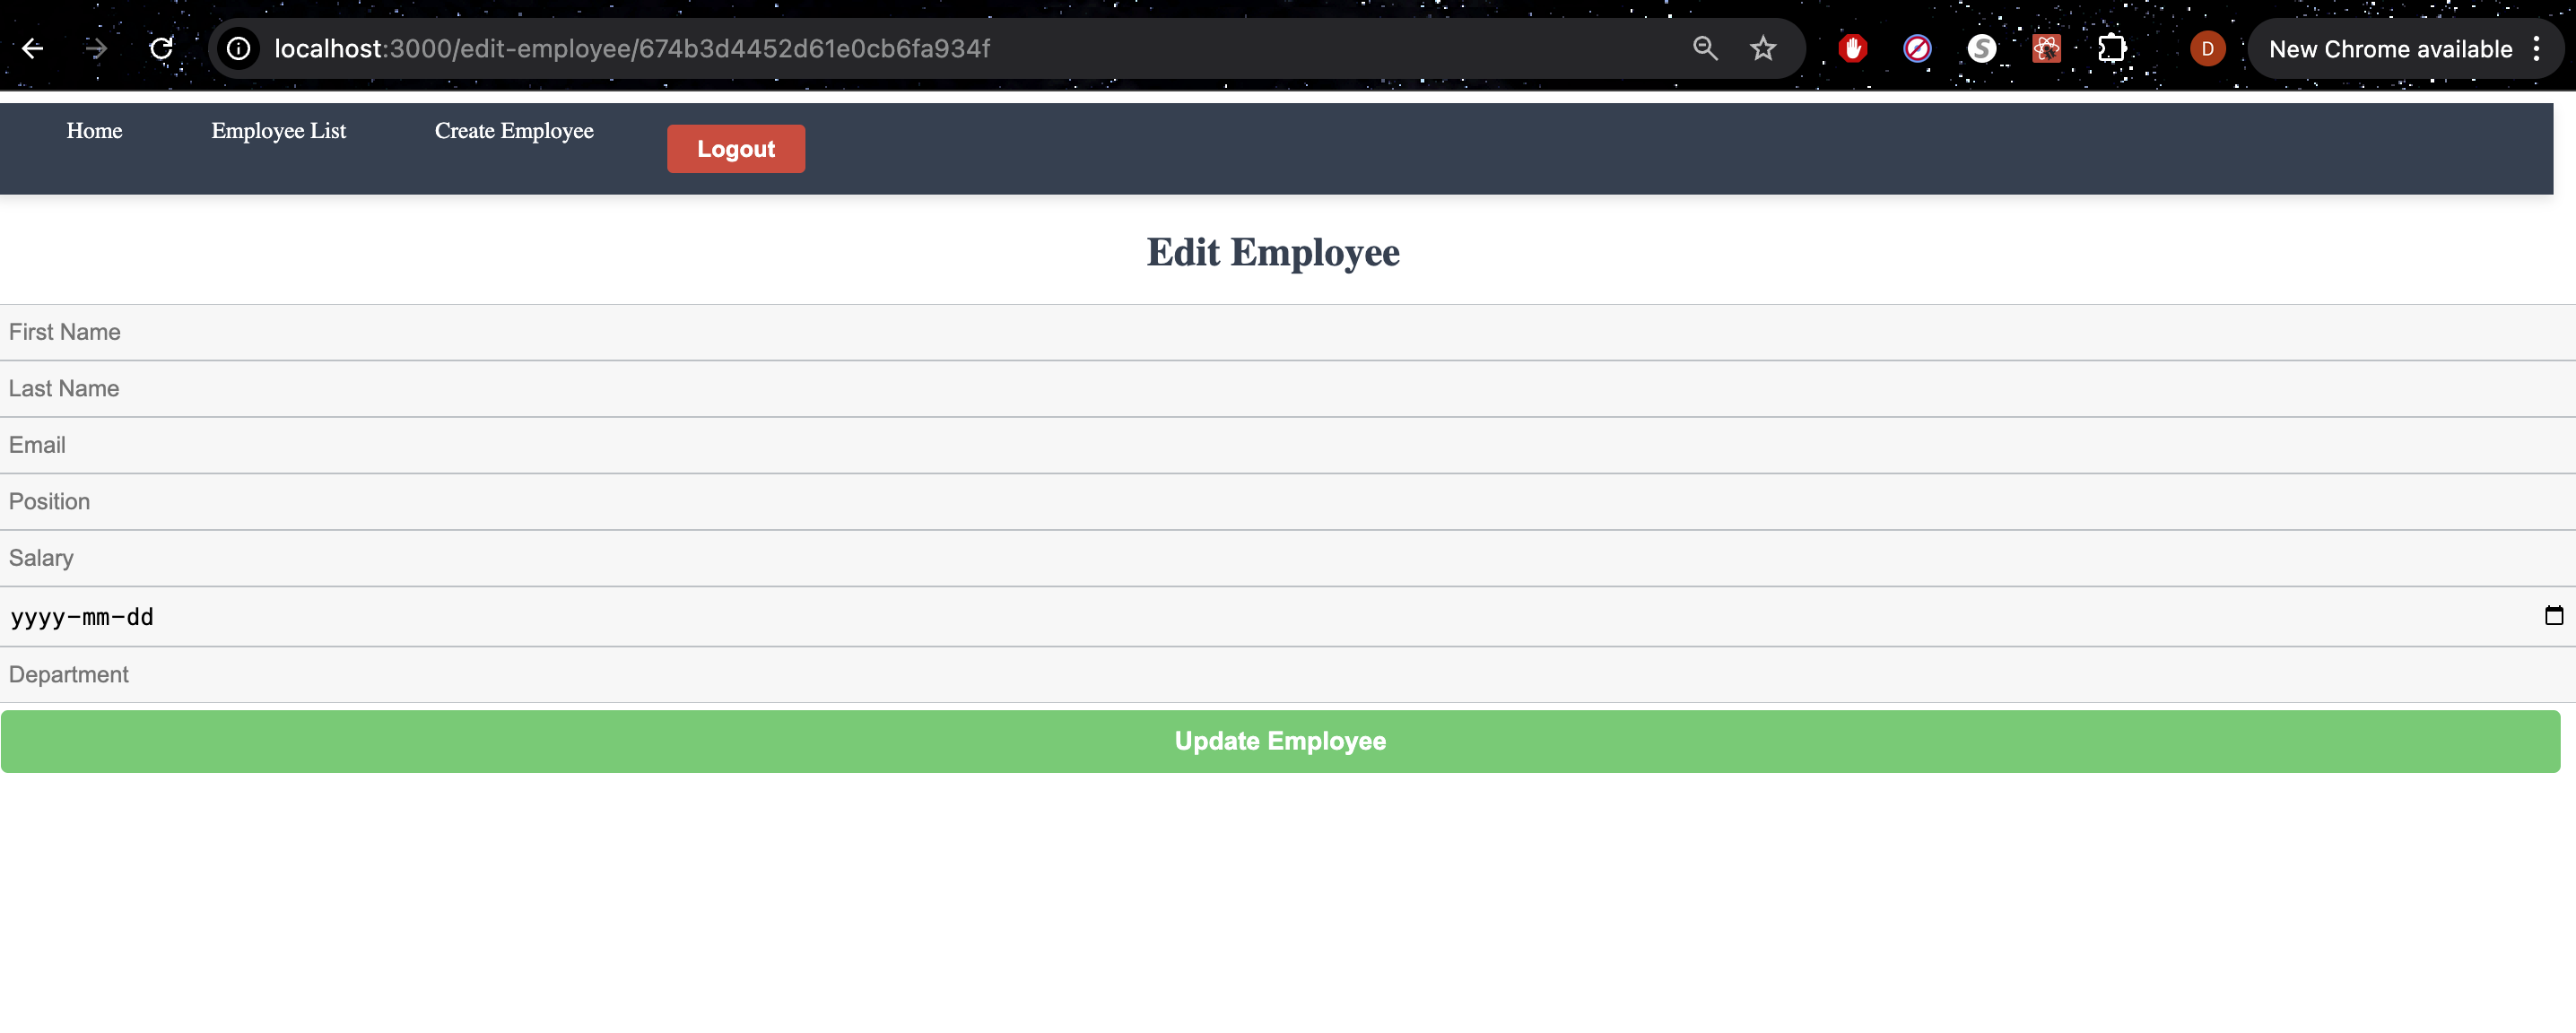 localhost:3000/edit-employee/674b3d4452d61e0cb6fa934f
S
D
New Chrome available
Home
Employee List
Create Employee
Logout
Edit Employee
First Name
Last Name
Email
Position
Salary
yyyy-mm-dd
Department
Update Employee